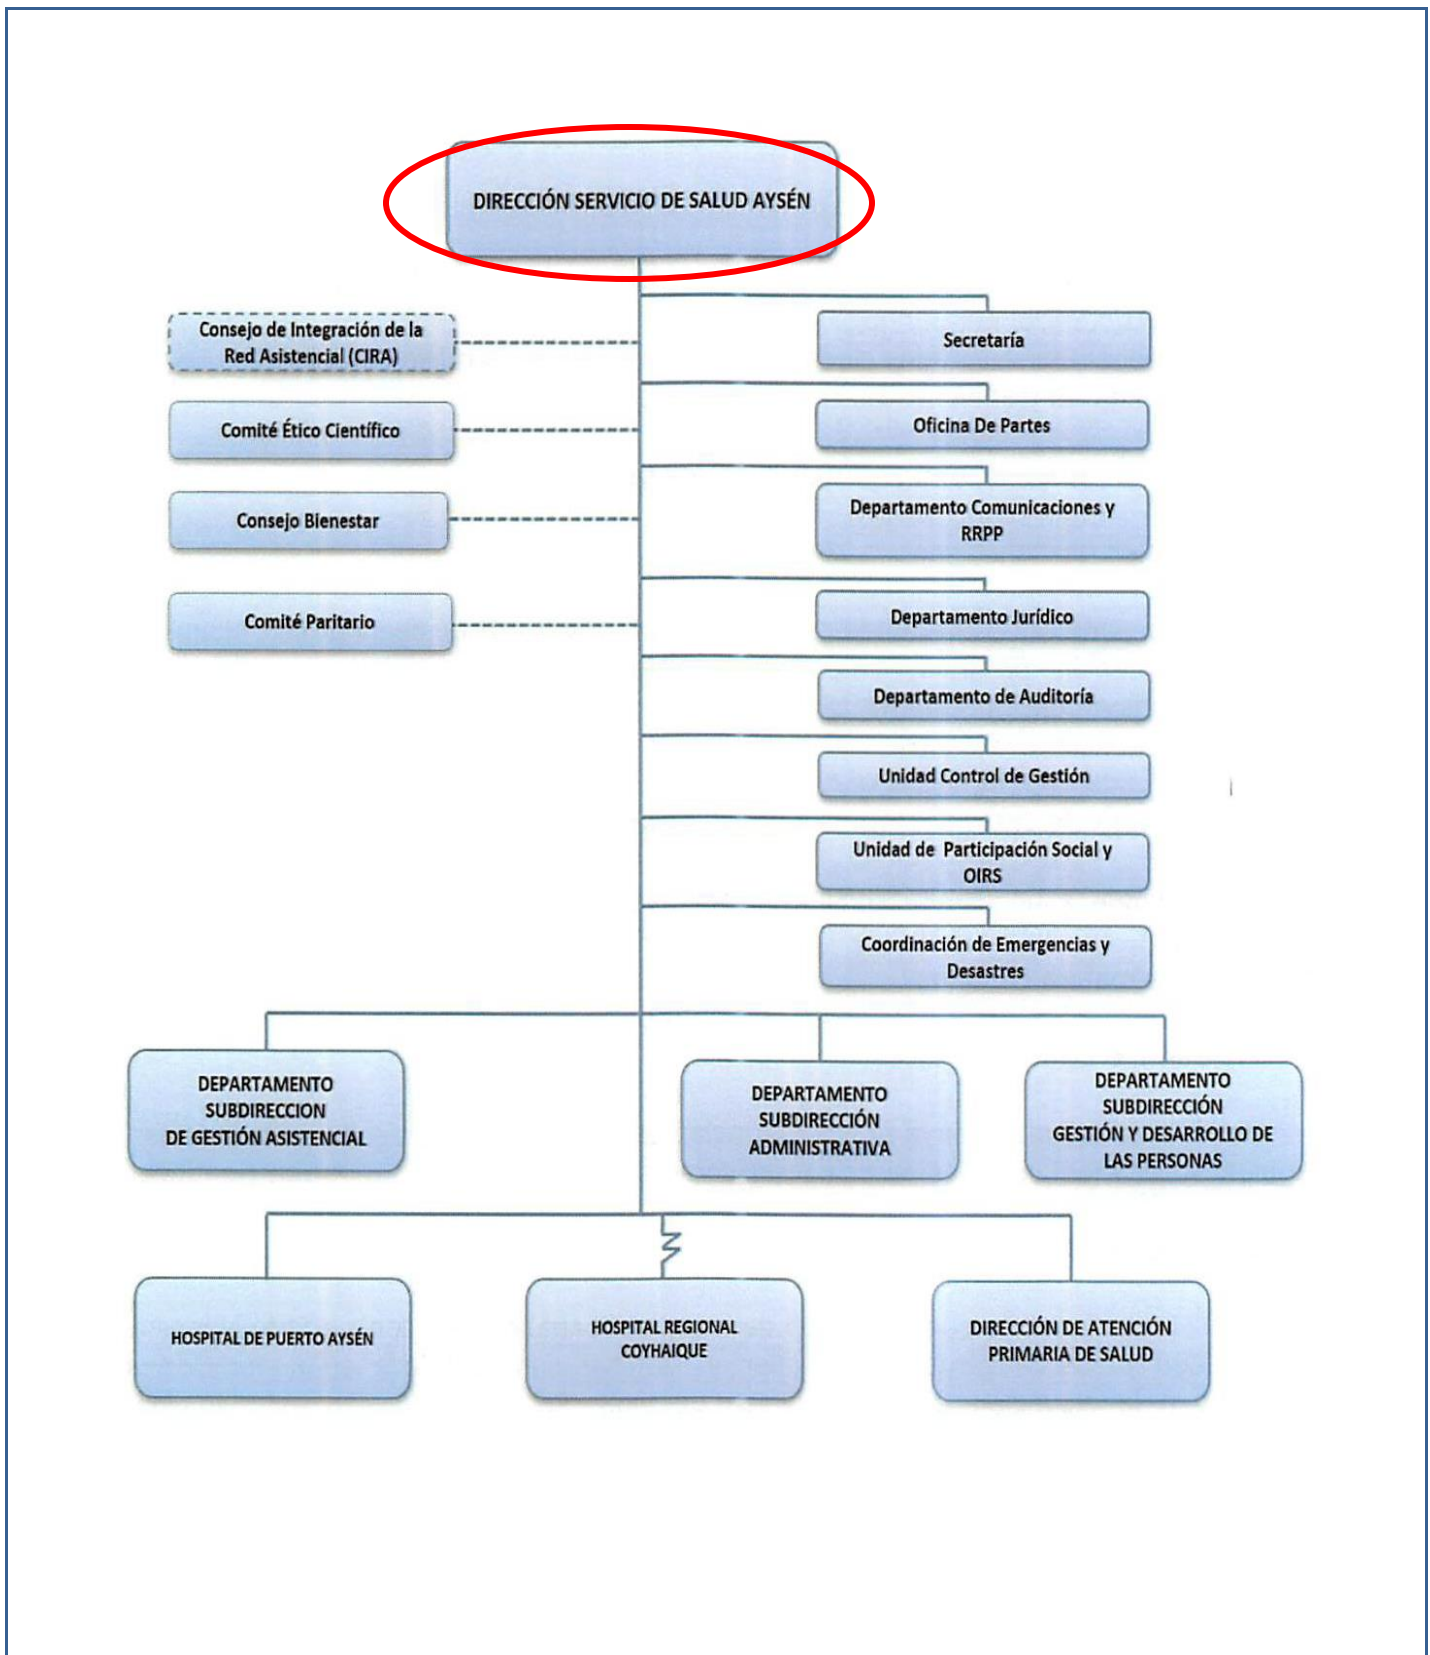 DIRECCIÓN SERVICIO DE SALUD AYSÉN
Consejo de Integración de la
Red Asistencial (CIRA)
Comité Ético Científico
Consejo Bienestar
Comité Paritario
Secretaría
Oficina De Partes
Departamento Comunicaciones y
RRPP
Departamento Jurídico
Departamento de Auditoría
Unidad Control de Gestión
Unidad de Participación Social y
OIRS
Coordinación de Emergencias y
Desastres
DEPARTAMENTO
SUBDIRECCION
DE GESTIÓN ASISTENCIAL
DEPARTAMENTO
SUBDIRECCIÓN
ADMINISTRATIVA
DEPARTAMENTO
SUBDIRECCIÓN
GESTIÓN Y DESARROLLO DE
LAS PERSONAS
HOSPITAL DE PUERTO AYSÉN
HOSPITAL REGIONAL
COYHAIQUE
DIRECCIÓN DE ATENCIÓN
PRIMARIA DE SALUD